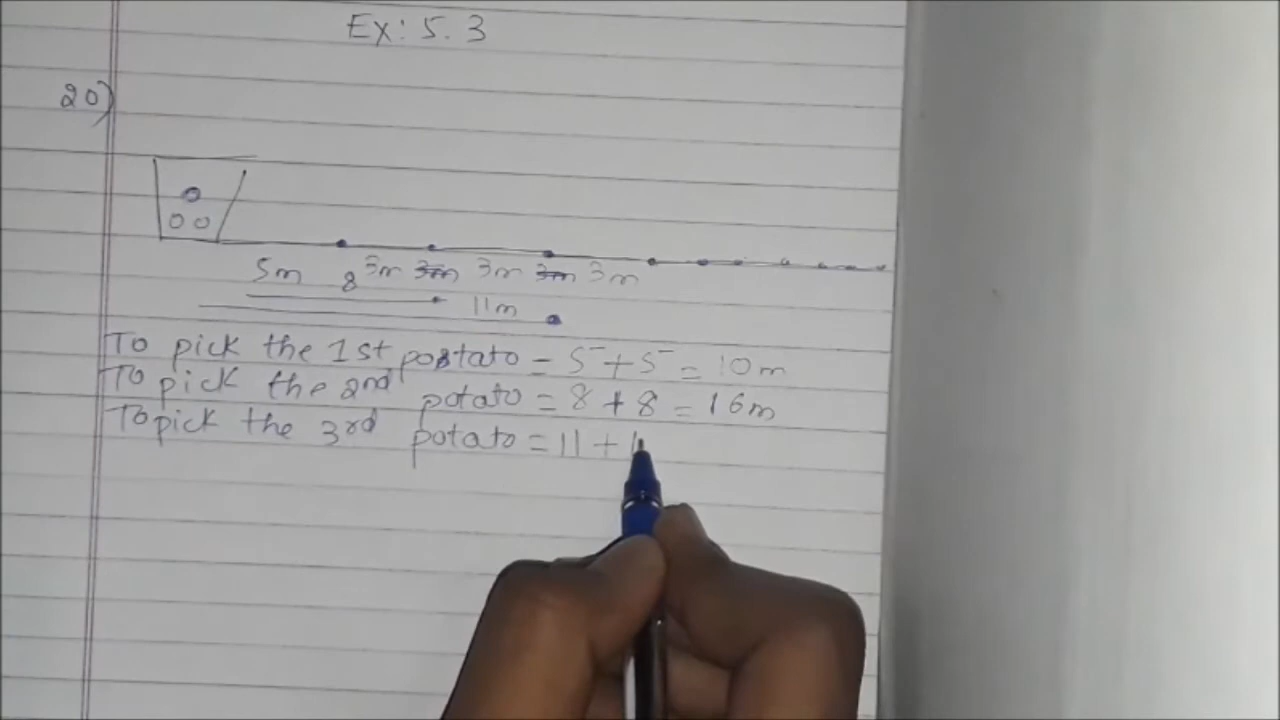 Ex: 5.3
20)
5m 8 3m 3m 3m 3m 3m
11m
To pick the 1st postato = 5 + 5 = 10m
To pick the 2nd potato = 8 + 8 = 16m
To pick the 3rd potato = 11 + 1